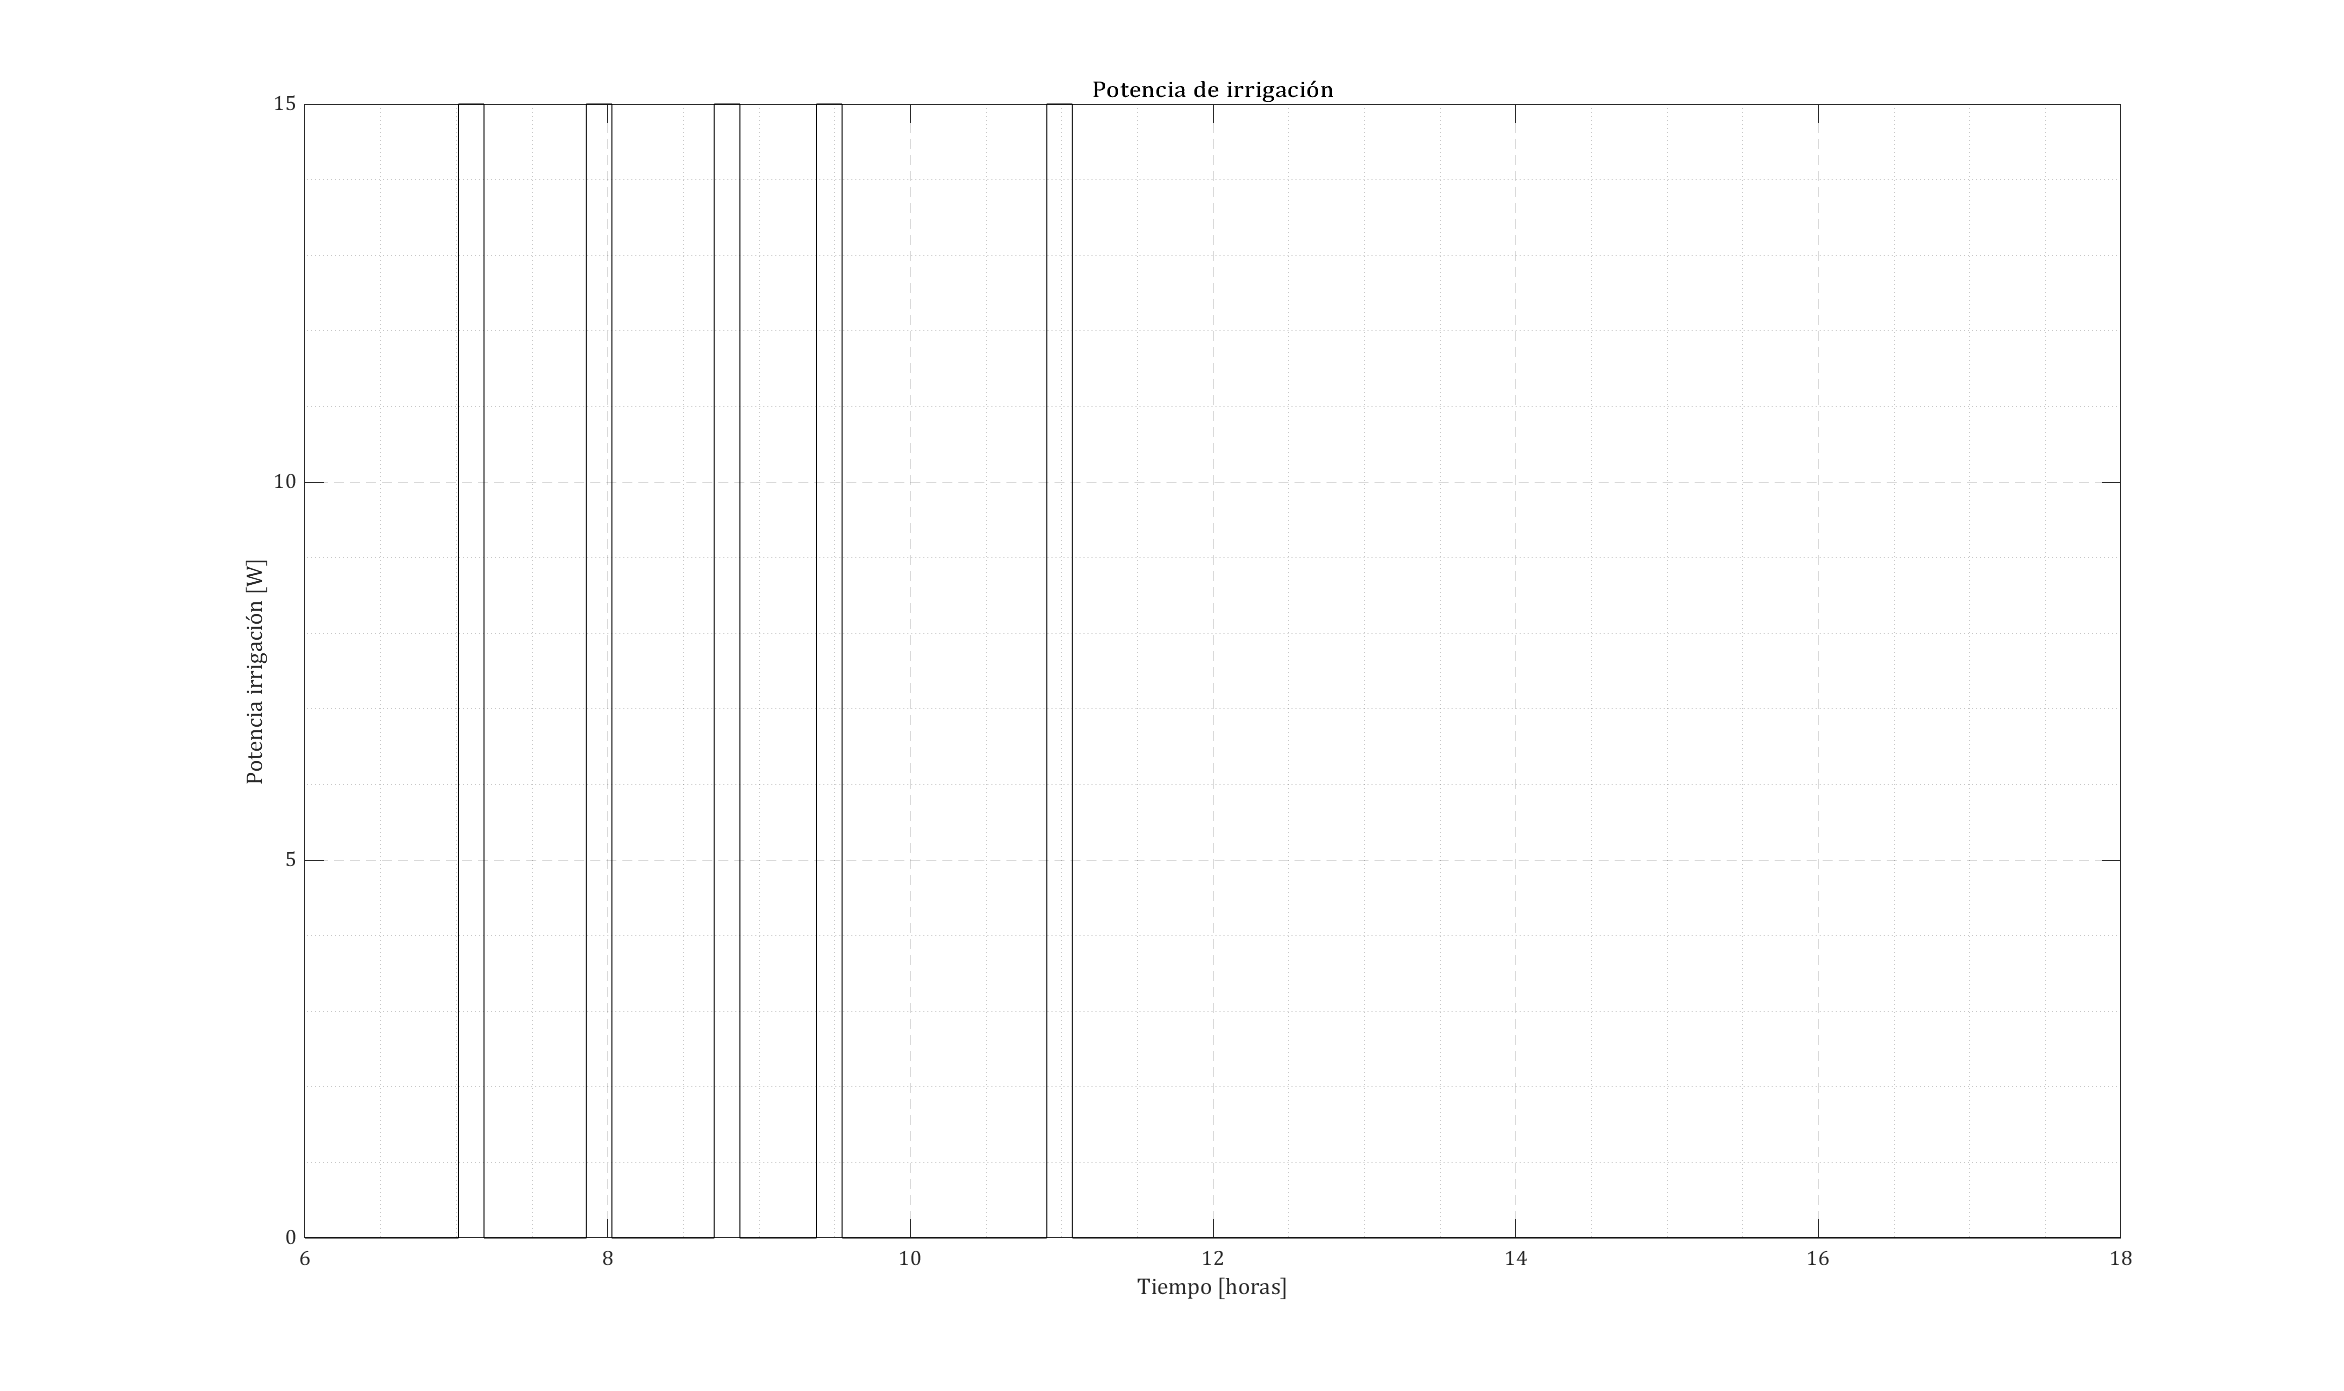 Potencia de irrigación
15
10
5
0
Potencia irrigación [W]
6 8 10 12 14 16 18
Tiempo [horas]